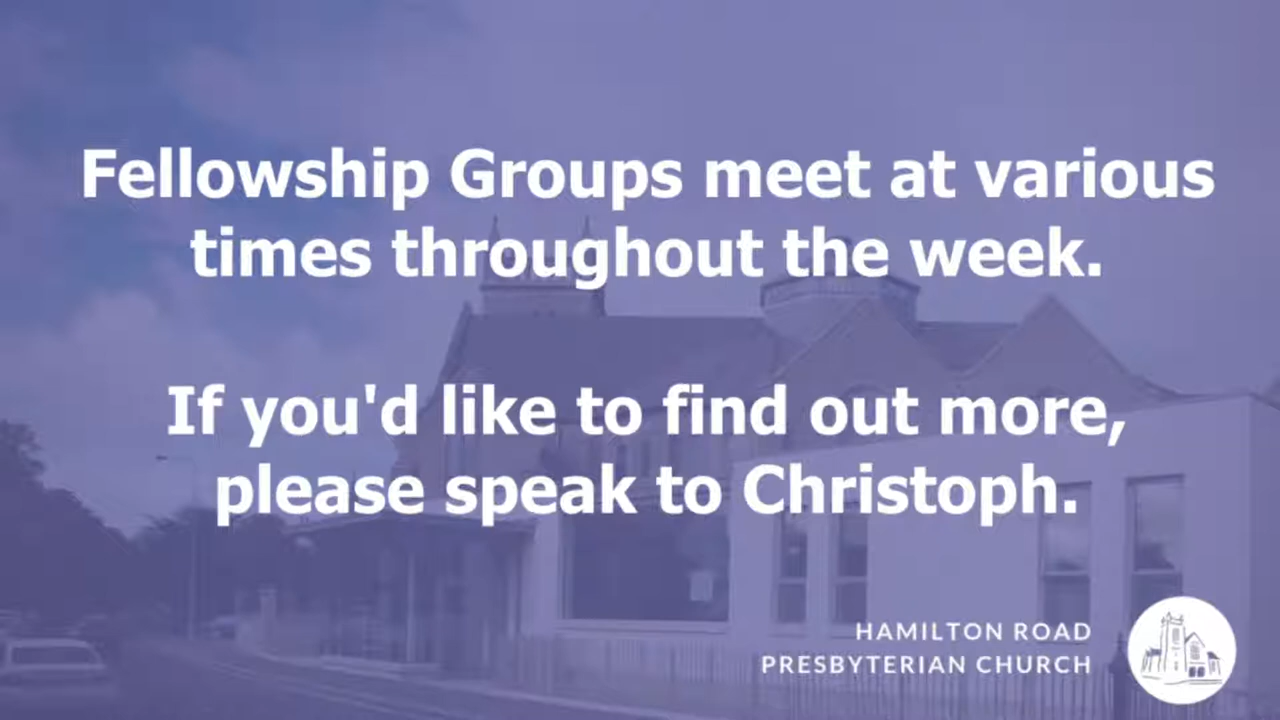 Fellowship Groups meet at various
times throughout the week.
If you'd like to find out more,
please speak to Christoph.
HAMILTON ROAD
PRESBYTERIAN CHURCH